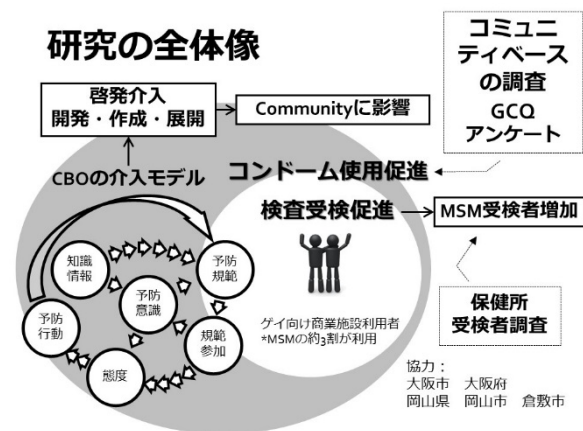 研究の全体像
コミュニ
ティベース
の調査
GCQ
アンケート
啓発介入
開発・作成・展開
Communityに影響
CBOの介入モデル
コンドーム使用促進
検査受検促進
MSM受検者増加
知識
情報
予防
規範
予防
意識
予防
行動
規範
参加
態度
ゲイ向け商業施設利用者
*MSMの約3割が利用
保健所
受検者調査
協力：
大阪市 大阪府
岡山県 岡山市 倉敷市